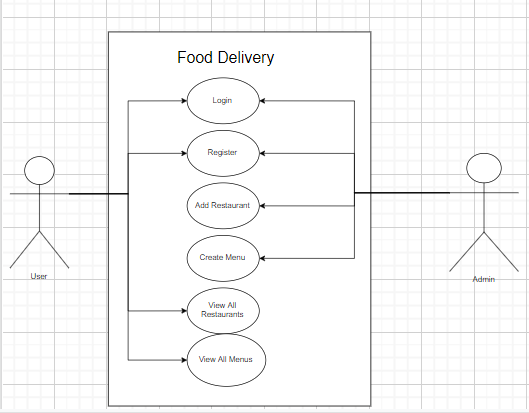 Food Delivery
Login
Register
Add Restaurant
Create Menu
View All
Restaurants
View All Menus
User
Admin